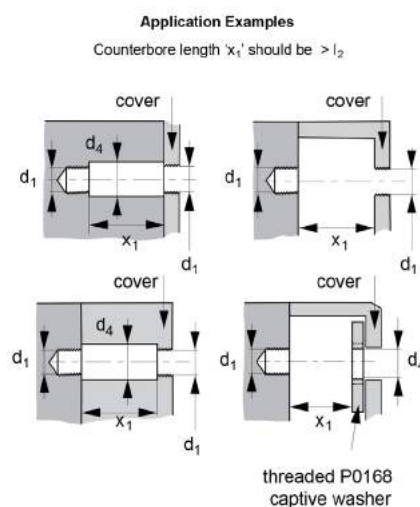 Application Examples
Counterbore length 'x₁' should be > l₂
cover
cover
d₄
d₁
d₁
x₁
x₁
d₁
d₁
cover
cover
d₄
d₁
d₁
d₄
x₁
x₁
d₁
threaded P0168
captive washer